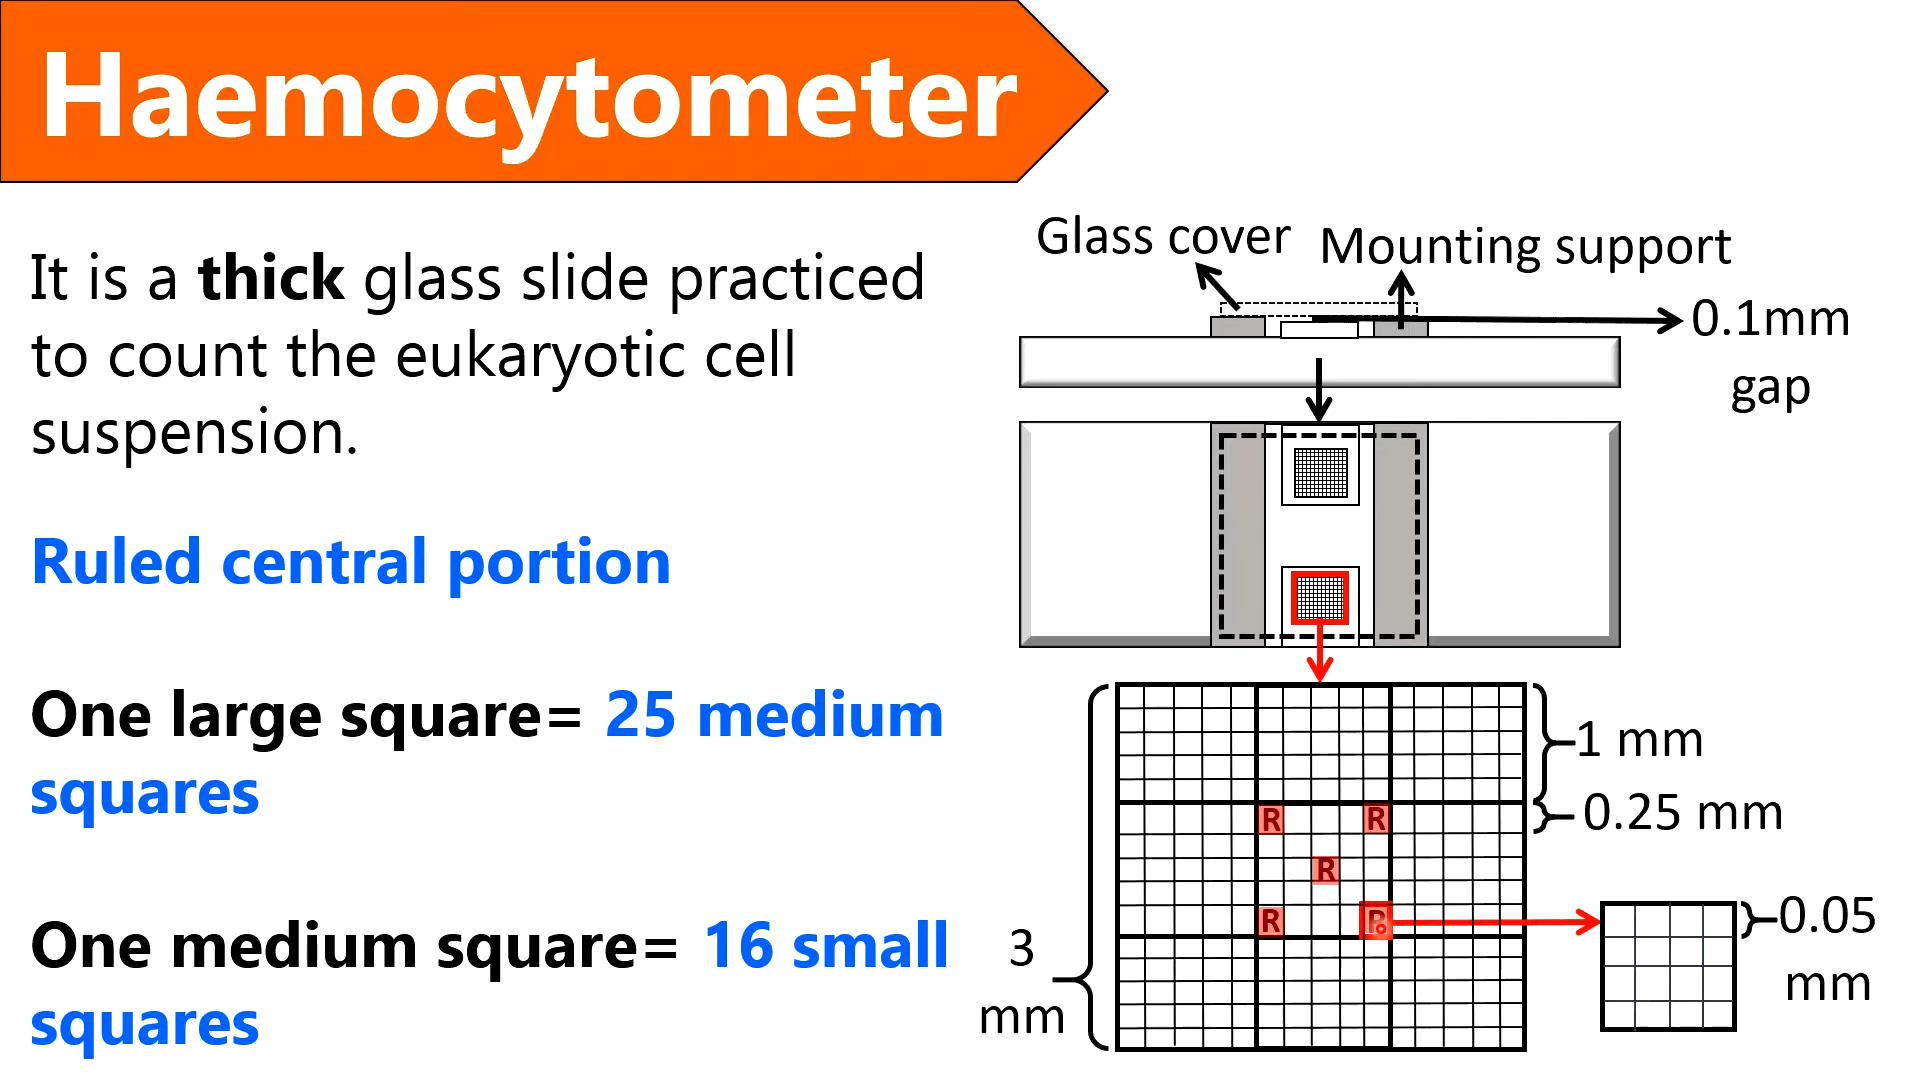 Haemocytometer
It is a thick glass slide practiced
to count the eukaryotic cell
suspension.
Ruled central portion
One large square= 25 medium
squares
One medium square= 16 small
squares
Glass cover
Mounting support
0.1mm
gap
1 mm
0.25 mm
R R
R
R R
3
mm
0.05
mm